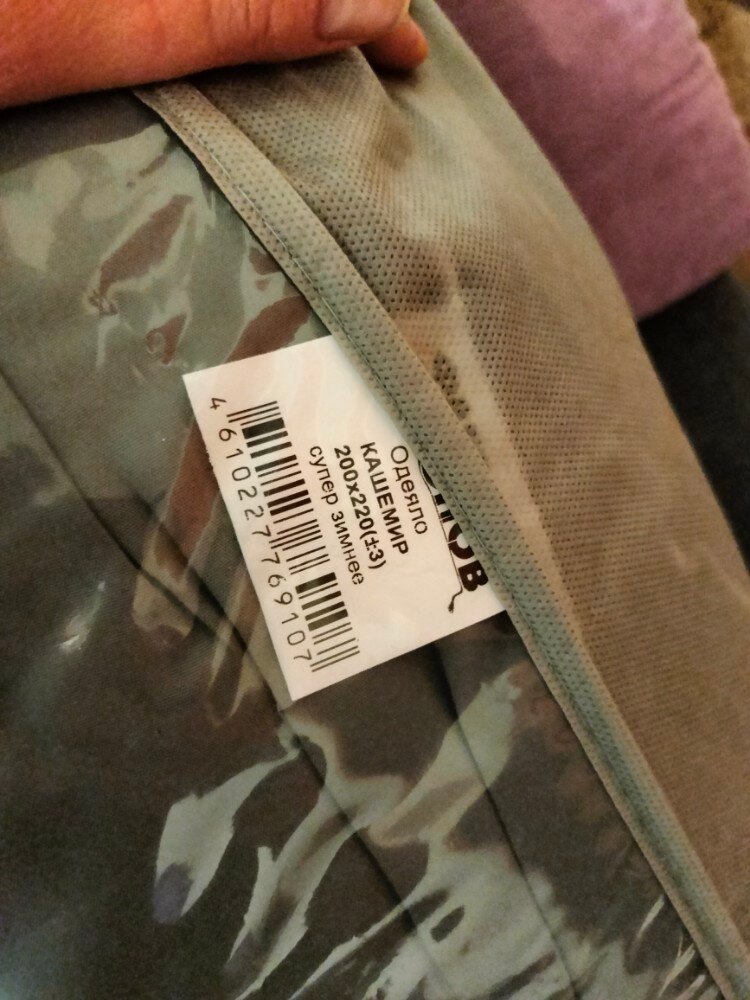 Одеяло
КАШЕМИР
200х220(±3)
супер зимнее
4 610227 769107